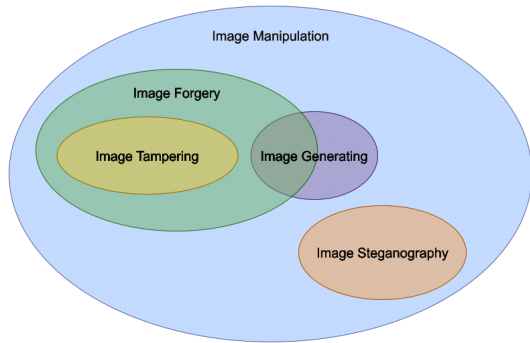 Image Manipulation
Image Forgery
Image Tampering
Image Generating
Image Steganography